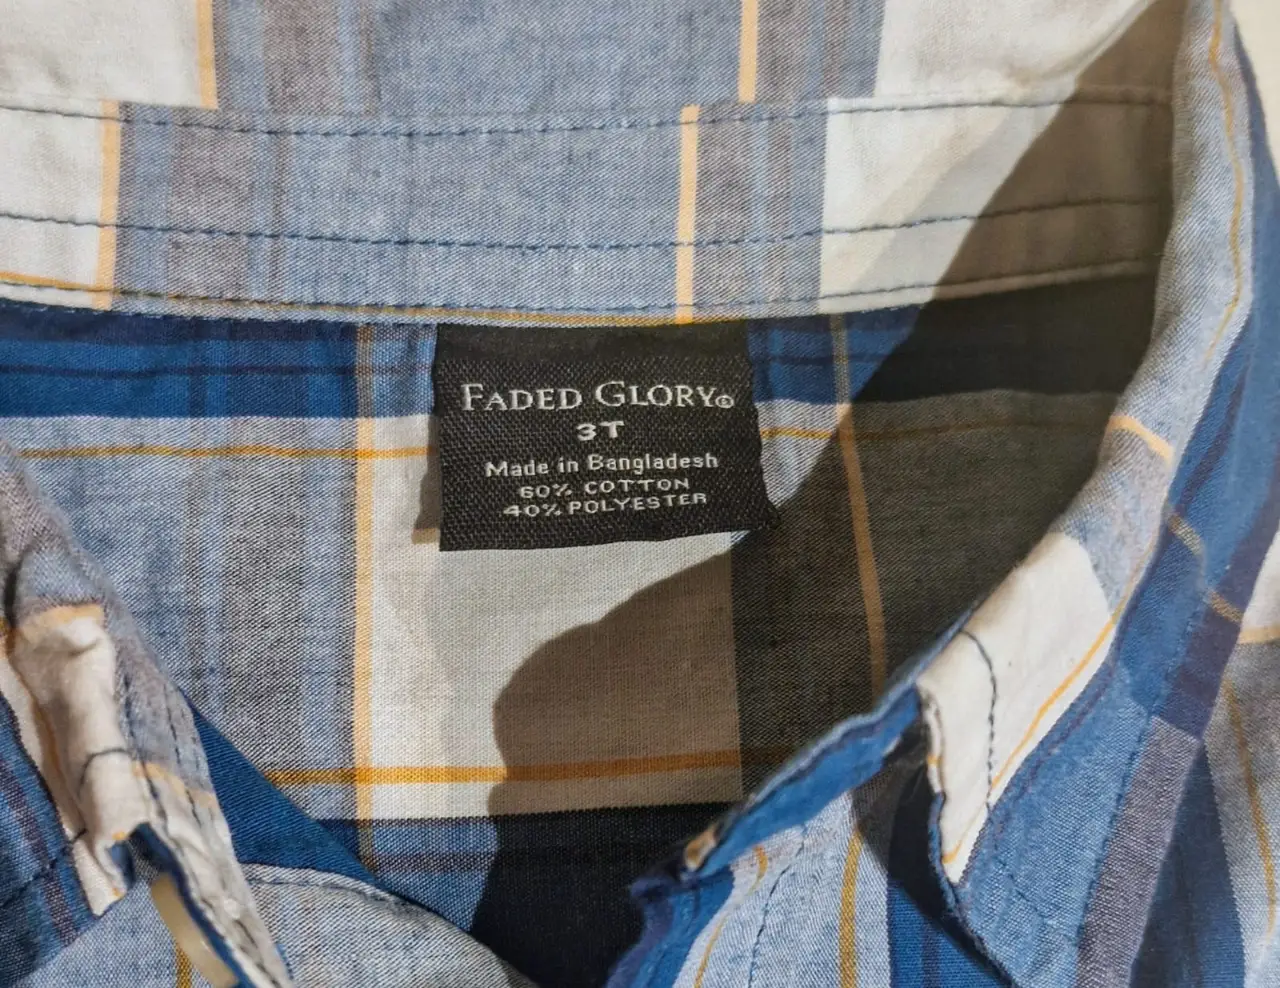 FADED GLORY®
3T
Made in Bangladesh
60% COTTON
40% POLYESTER